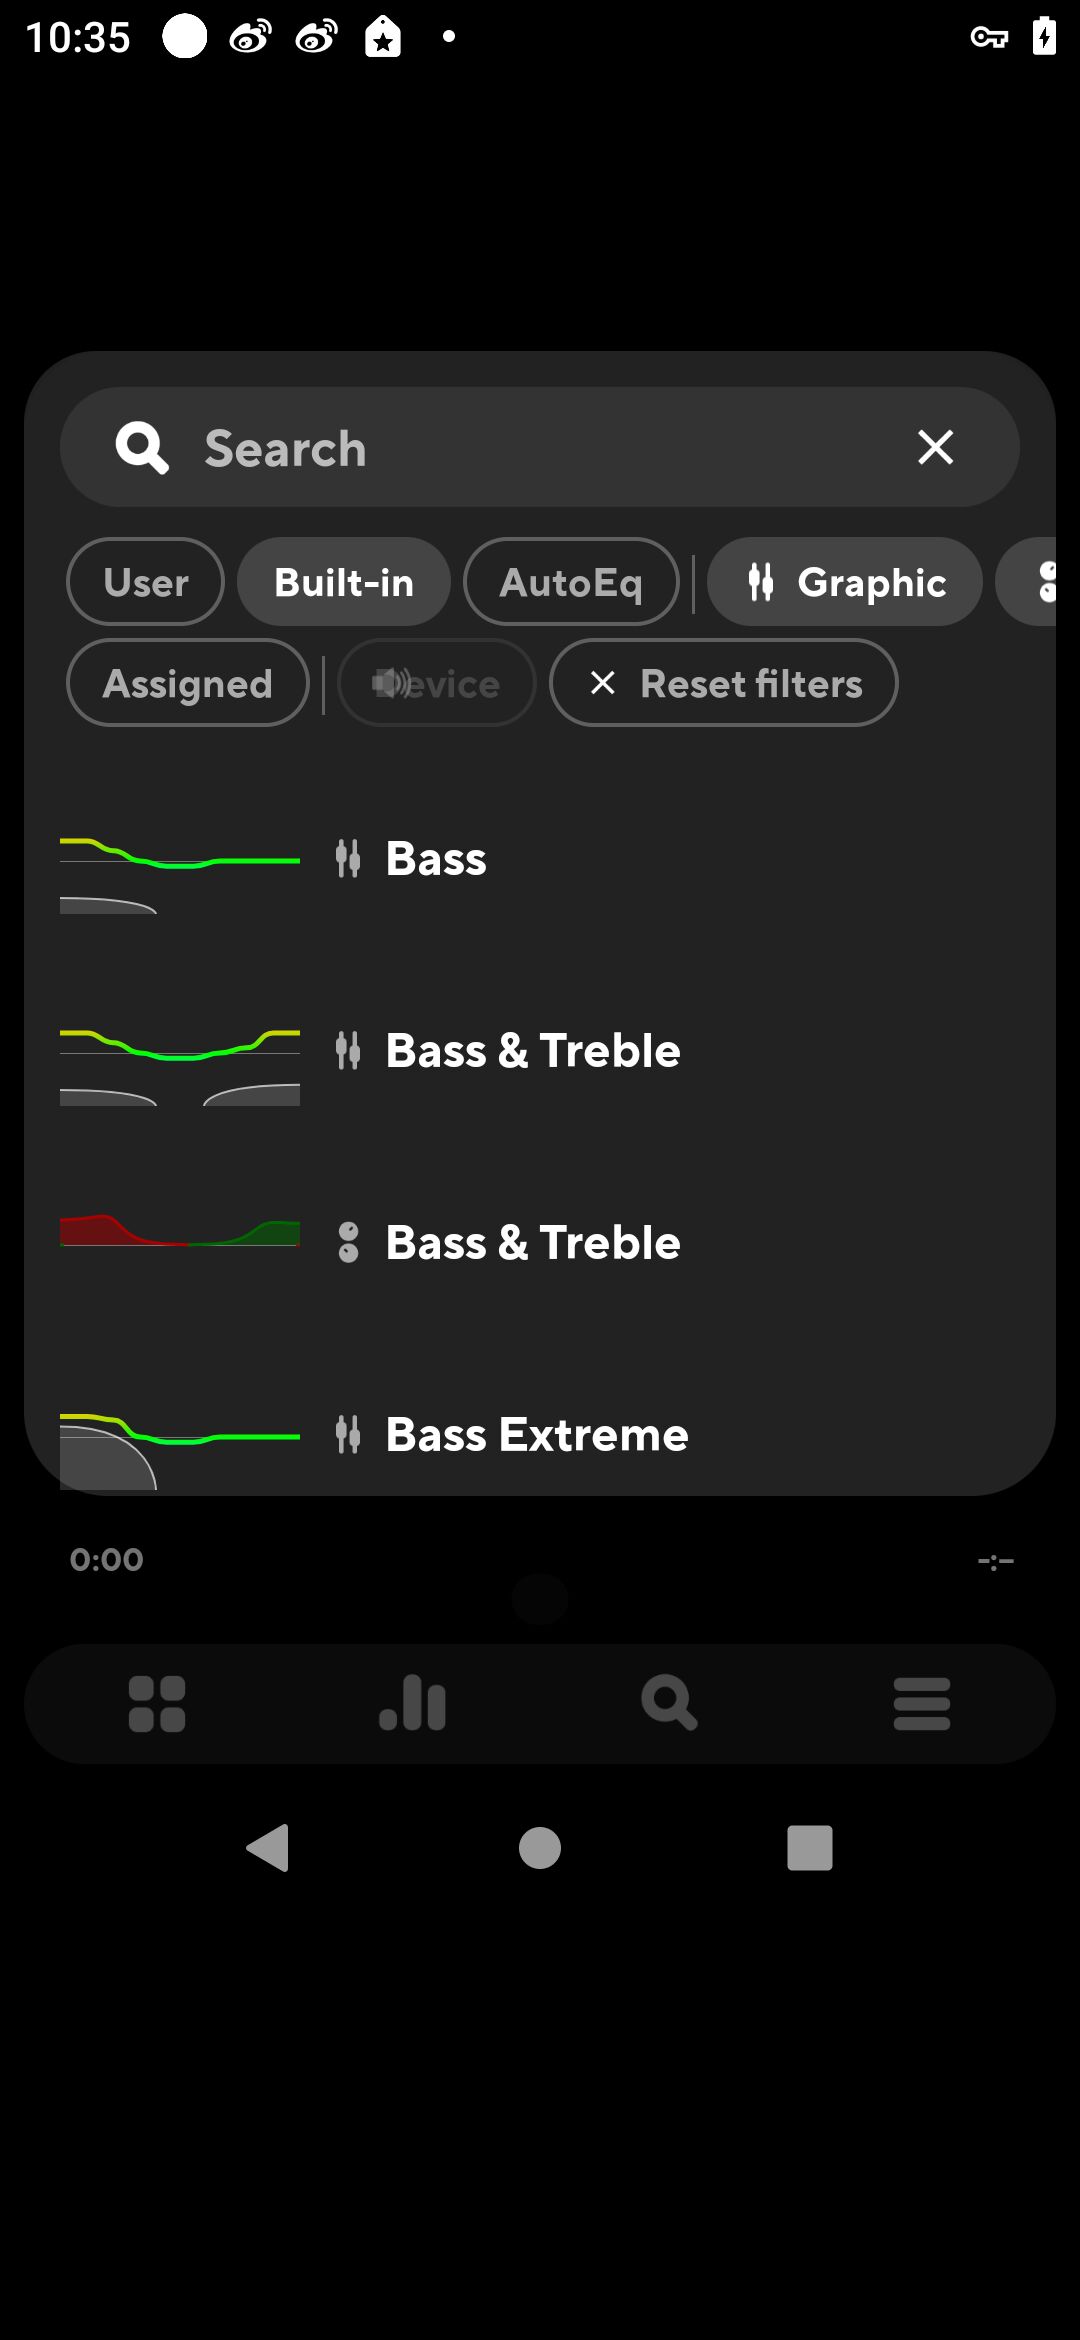 10:35
Search
User Built-in AutoEq Graphic
Assigned Device Reset filters
Bass
Bass & Treble
Bass & Treble
Bass Extreme
0:00 -:--